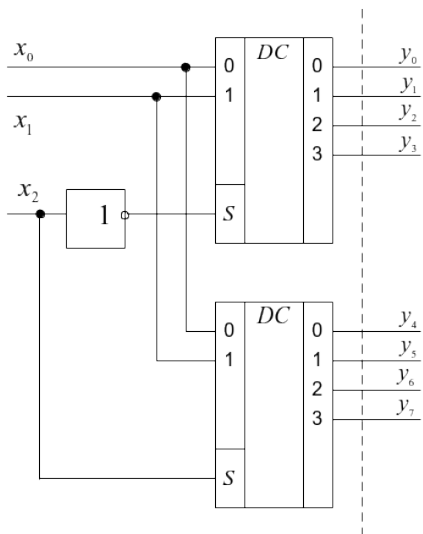 x₀ 0 DC 0 y₀
x₁ 1 1 y₁
2 y₂
3 y₃
x₂ 1 S
0 DC 0 y₄
1 1 y₅
2 y₆
3 y₇
S